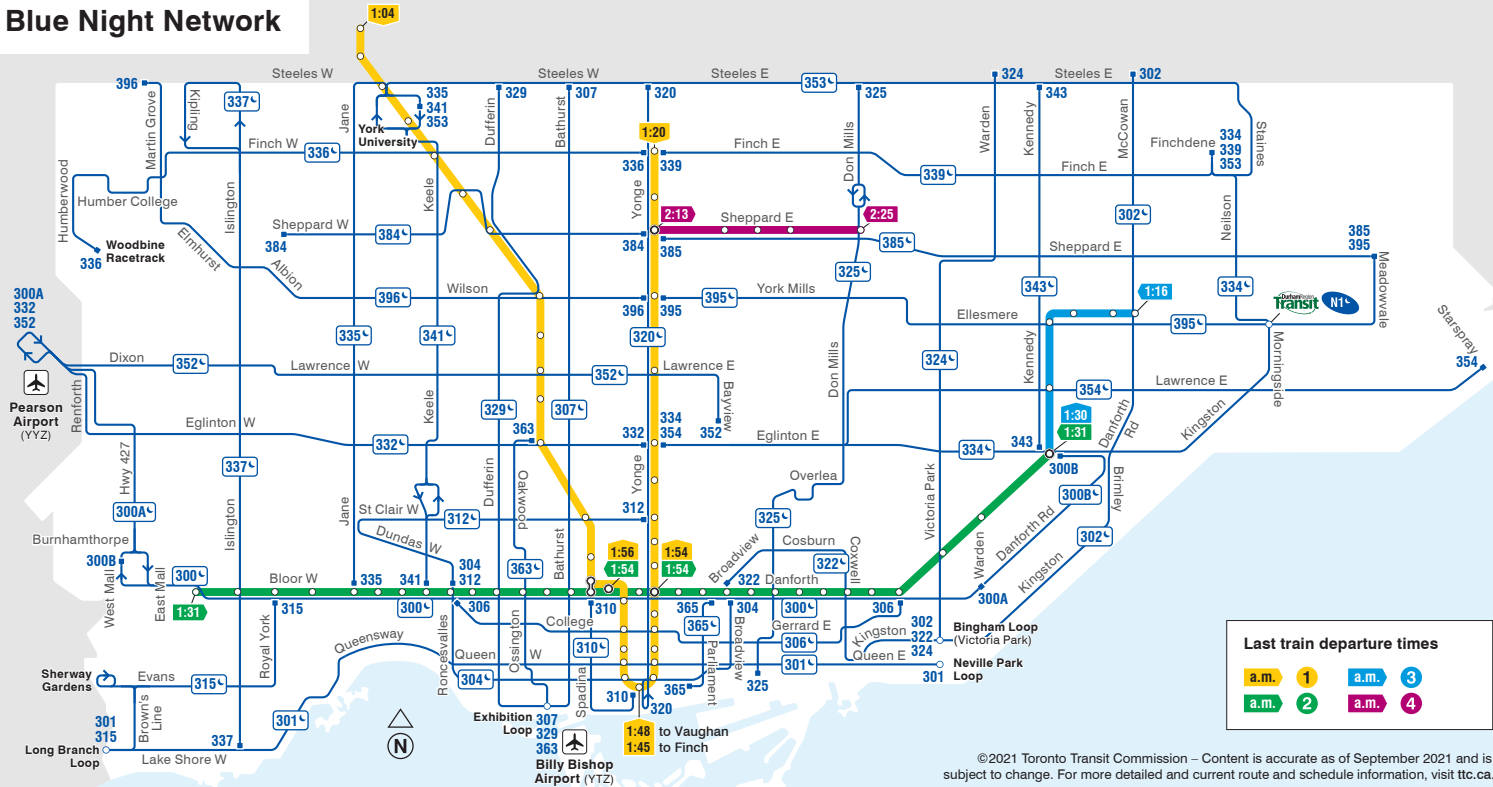 Blue Night Network
1:04
Steeles W
Steeles W
Steeles E
353
Steeles E
324
302
396
337
335
341
353
329
307
320
325
343
Martin Grove
Kipling
Jane
York
University
Dufferin
Bathurst
1:20
Don Mills
Warden
Kennedy
McCowan
Finchdene
334
339
353
Staines
Finch W
336
336
339
Finch E
339
Finch E
Humberwood
Humber College
Islington
Keele
Yonge
2:13
Sheppard E
2:25
302
Neilson
Woodbine
Racetrack
336
Elmhurst
Sheppard W
384
384
384
385
385
Sheppard E
385
395
Meadowvale
Albion
396
Wilson
396
395
395
York Mills
325
343
1:16
334
DurhamRegion
Transit
N1
300A
332
352
335
341
320
Ellesmere
395
Starspray
354
Dixon
352
Lawrence W
352
Lawrence E
324
Kennedy
354
Lawrence E
Morningside
Pearson
Airport
(YYZ)
Renforth
Keele
329
307
Bayview
352
Don Mills
1:30
1:31
Danforth
Rd
Kingston
Eglinton W
332
363
332
334
354
Eglinton E
334
343
300B
Hwy 427
337
Dufferin
Oakwood
Yonge
Overlea
Victoria Park
300B
Brimley
300A
Islington
Jane
St Clair W
312
312
325
Danforth Rd
302
Burnhamthorpe
300B
Dundas W
Bathurst
1:56
1:54
1:54
2
Broadview
Cosburn
322
Coxwell
Warden
Kingston
West Mall
East Mall
300
1:31
Bloor W
335
341
304
312
363
322
Danforth
300A
315
300
306
310
365
304
300
306
Royal York
Roncesvalles
Ossington
College
365
Gerrard E
306
Kingston
302
322
324
Bingham Loop
(Victoria Park)
Queensway
Queen
W
310
Parliament
Broadview
301
Queen E
Neville Park
Loop
301
Sherway
Gardens
Evans
315
304
Spadina
310
365
325
320
Brown's
Line
301
315
Long Branch
Loop
337
301
Lake Shore W
N
Exhibition
Loop
307
329
363
Billy Bishop
Airport (YTZ)
1:48 to Vaughan
1:45 to Finch
Last train departure times
a.m. 1
a.m. 3
a.m. 2
a.m. 4
©2021 Toronto Transit Commission – Content is accurate as of September 2021 and is
subject to change. For more detailed and current route and schedule information, visit ttc.ca.